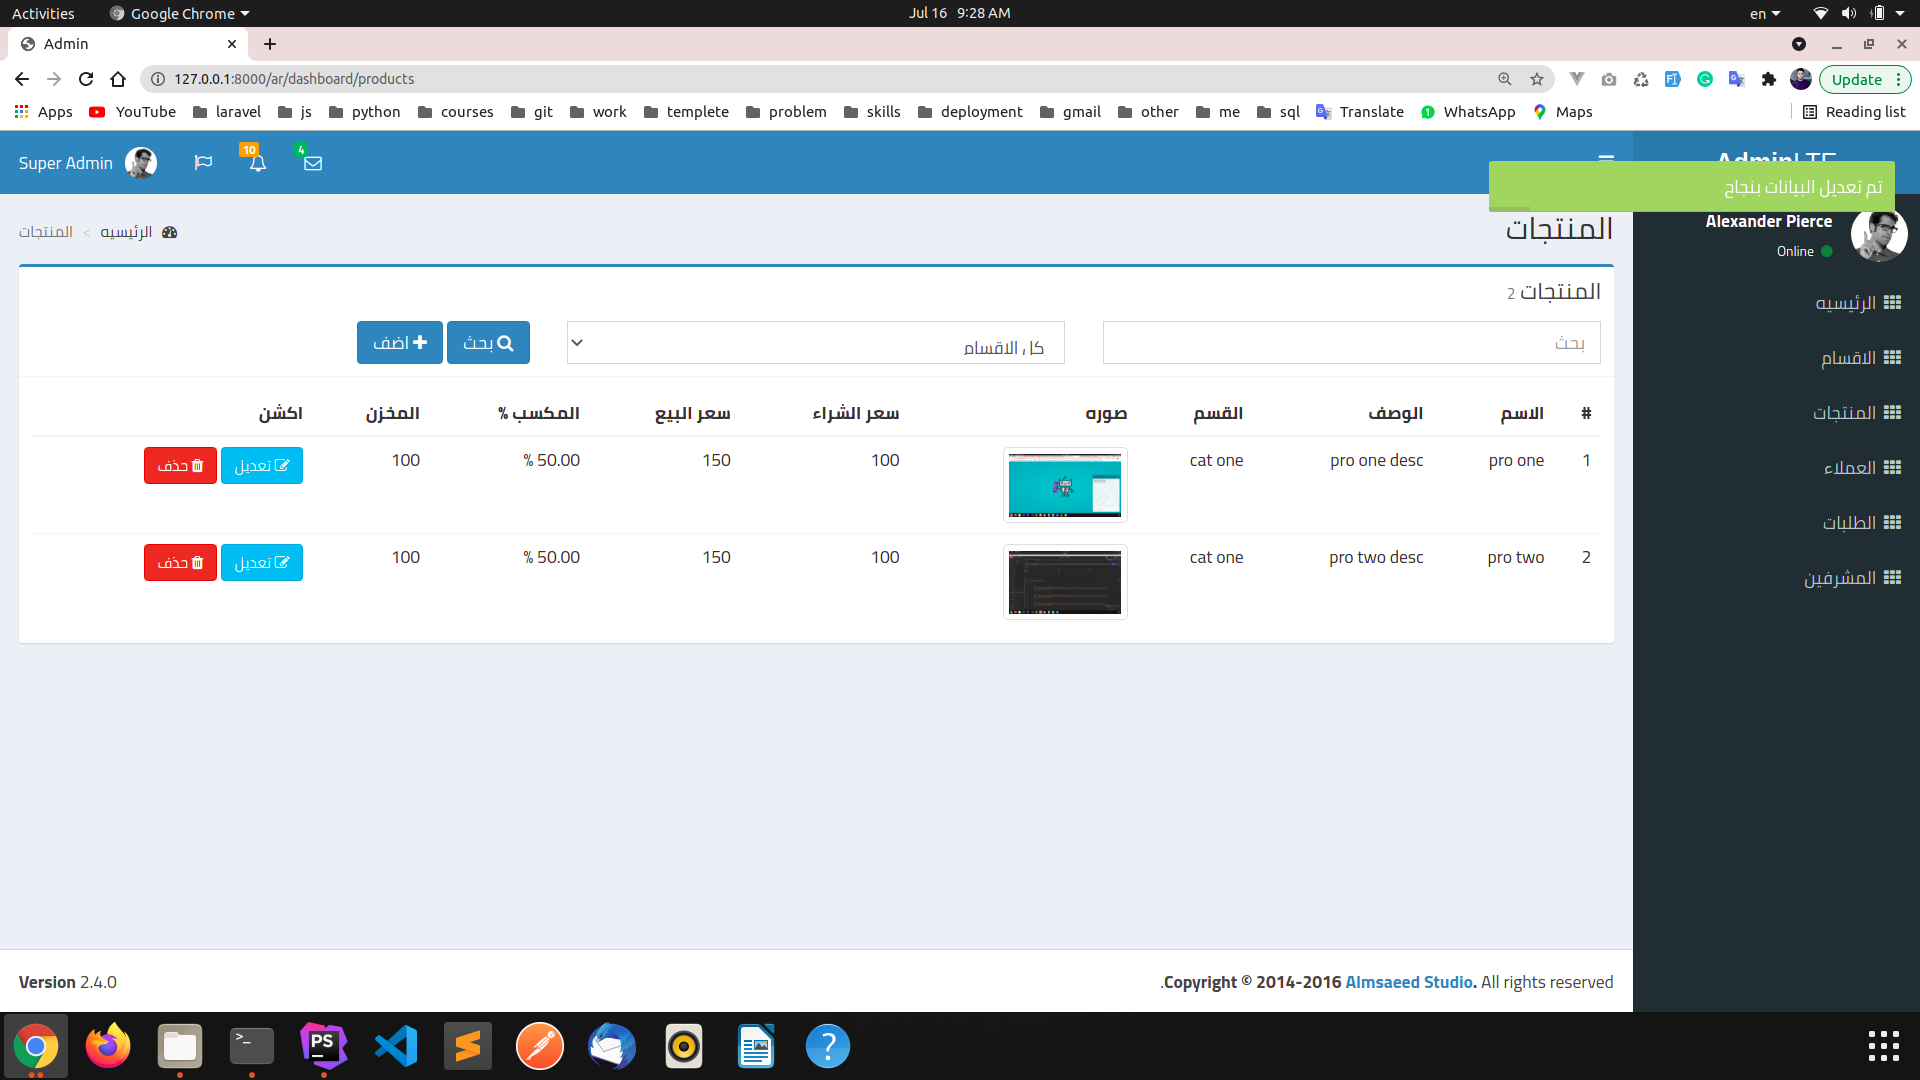 Activities Google Chrome Jul 16 9:28 AM en
Admin
127.0.0.1:8000/ar/dashboard/products Update
Apps YouTube laravel js python courses git work templete problem skills deployment gmail other me sql Translate WhatsApp Maps Reading list
Super Admin 10 4
تم تعديل البيانات بنجاح
Alexander Pierce
Online
المنتجات
الرئيسيه > المنتجات
المنتجات 2
بحث
كل الاقسام
بحث
اضف
# الاسم الوصف القسم صوره سعر الشراء سعر البيع المكسب % المخزن اكشن
1 pro one pro one desc cat one 100 150 50.00 % 100 تعديل حذف
2 pro two pro two desc cat one 100 150 50.00 % 100 تعديل حذف
الرئيسيه
الاقسام
المنتجات
العملاء
الطلبات
المشرفين
Version 2.4.0
.Copyright © 2014-2016 Almsaeed Studio. All rights reserved
>_ PS ?